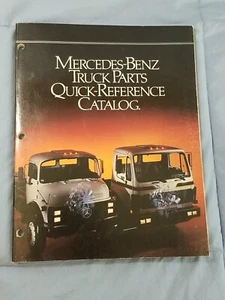 MERCEDES-BENZ
TRUCK PARTS
QUICK-REFERENCE
CATALOG.